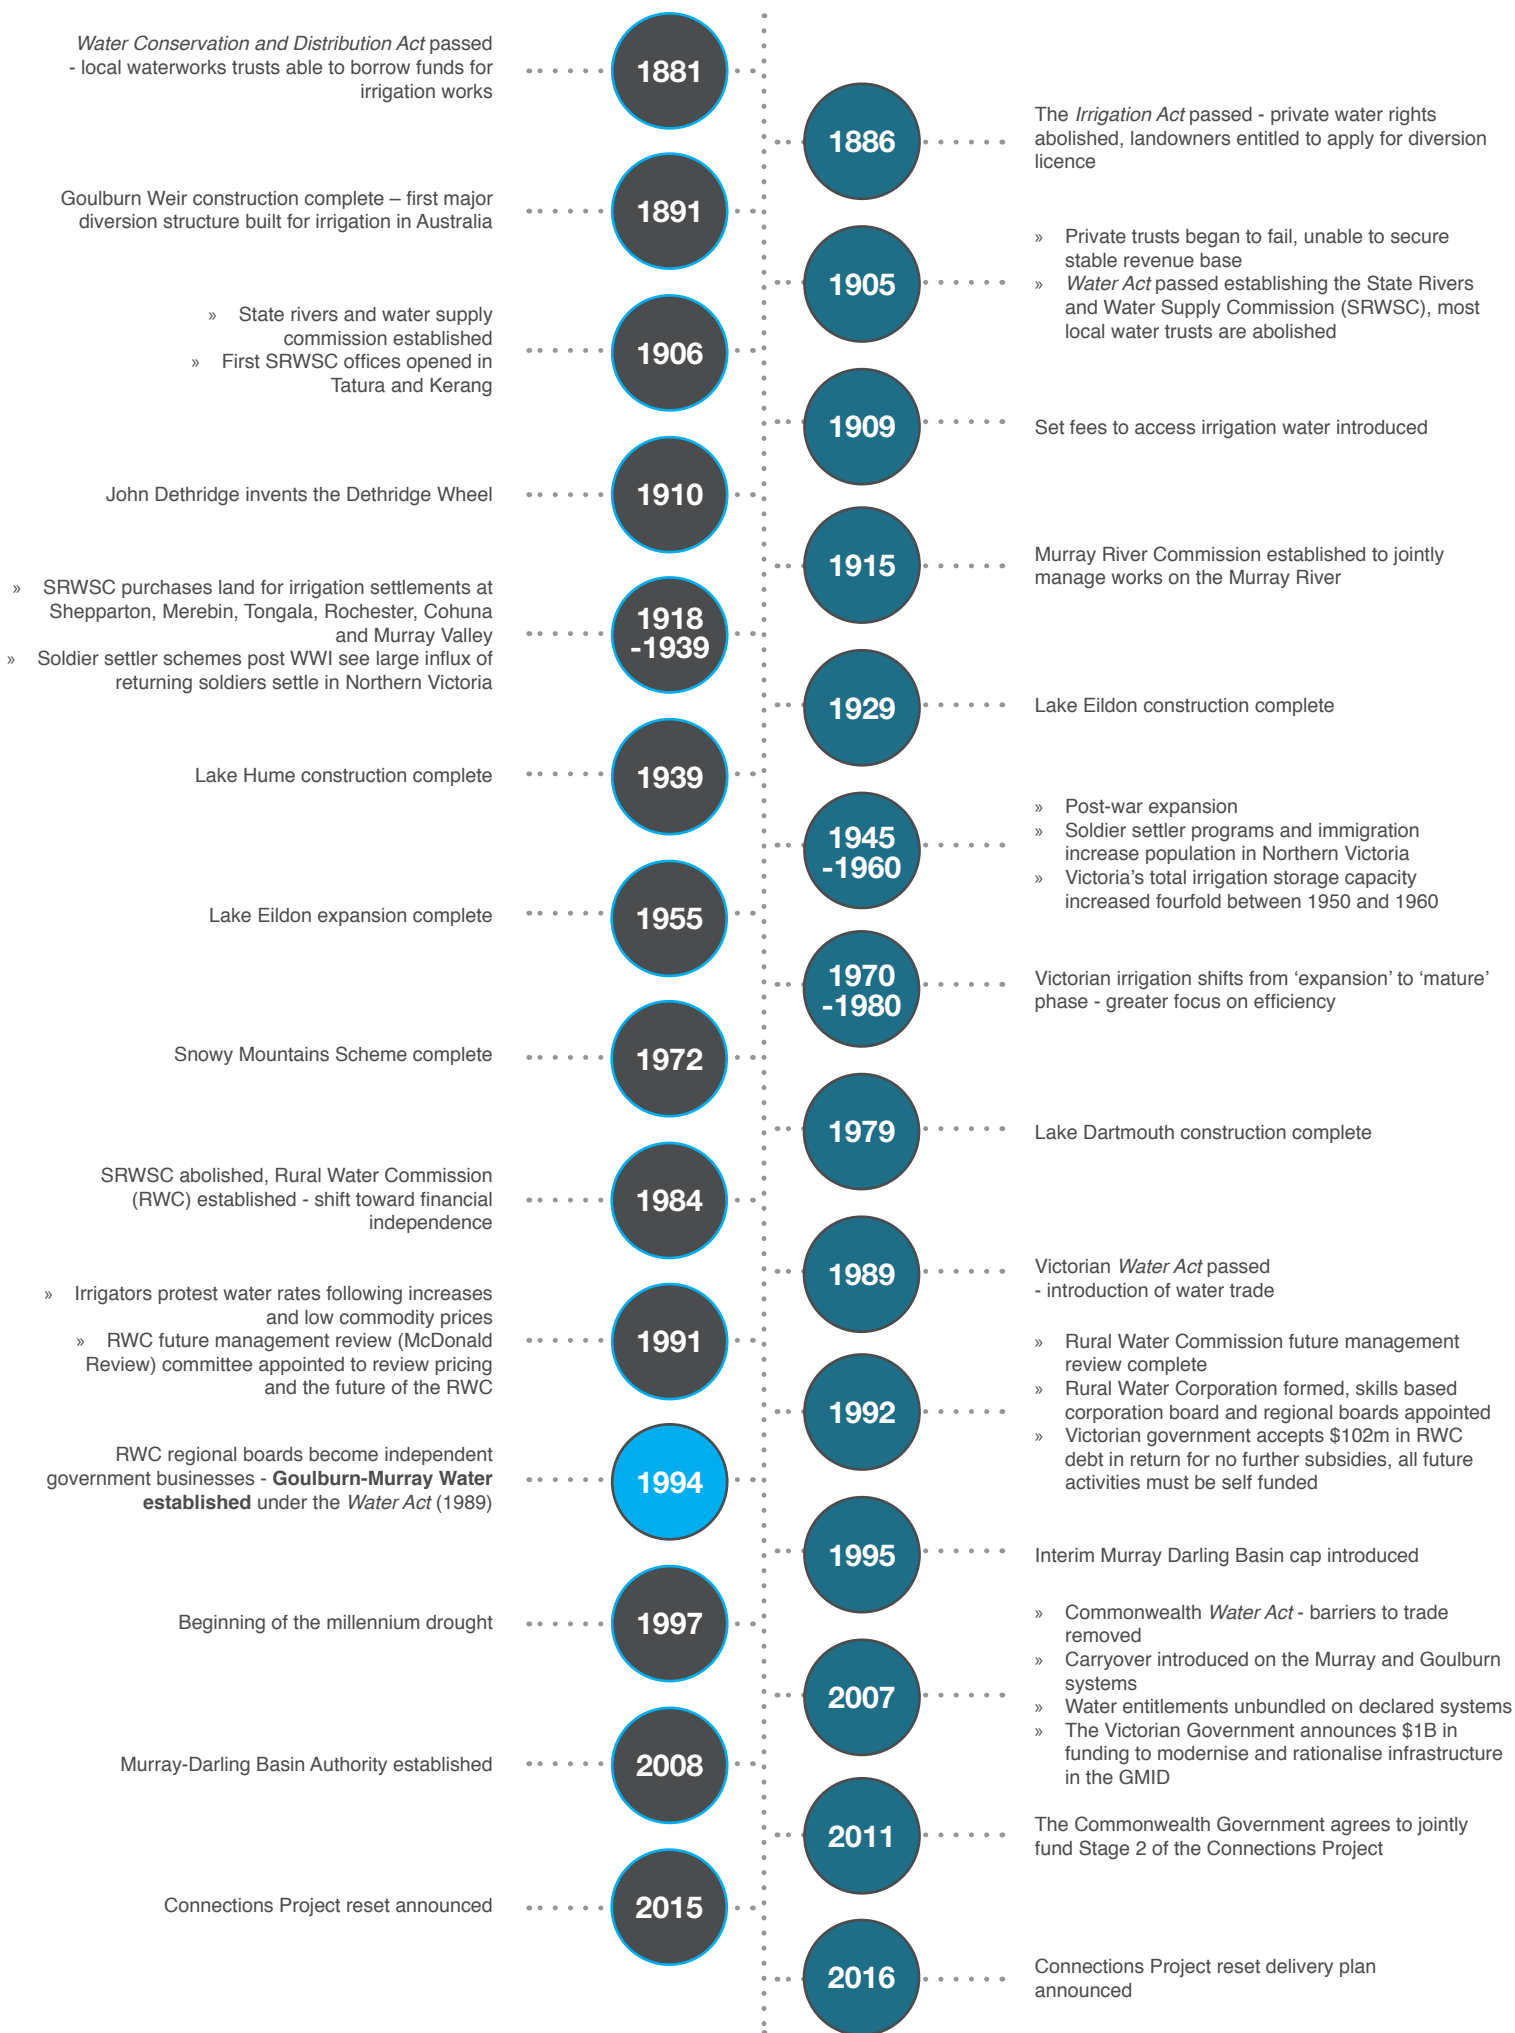 Water Conservation and Distribution Act passed
- local waterworks trusts able to borrow funds for
irrigation works
1881
1886
The Irrigation Act passed - private water rights
abolished, landowners entitled to apply for diversion
licence
Goulburn Weir construction complete – first major
diversion structure built for irrigation in Australia
1891
1905
» Private trusts began to fail, unable to secure
stable revenue base
» Water Act passed establishing the State Rivers
and Water Supply Commission (SRWSC), most
local water trusts are abolished
» State rivers and water supply
commission established
» First SRWSC offices opened in
Tatura and Kerang
1906
1909
Set fees to access irrigation water introduced
John Dethridge invents the Dethridge Wheel
1910
1915
Murray River Commission established to jointly
manage works on the Murray River
» SRWSC purchases land for irrigation settlements at
Shepparton, Merebin, Tongala, Rochester, Cohuna
and Murray Valley
» Soldier settler schemes post WWI see large influx of
returning soldiers settle in Northern Victoria
1918
-1939
1929
Lake Eildon construction complete
Lake Hume construction complete
1939
1945
-1960
» Post-war expansion
» Soldier settler programs and immigration
increase population in Northern Victoria
» Victoria's total irrigation storage capacity
increased fourfold between 1950 and 1960
Lake Eildon expansion complete
1955
1970
-1980
Victorian irrigation shifts from 'expansion' to 'mature'
phase - greater focus on efficiency
Snowy Mountains Scheme complete
1972
1979
Lake Dartmouth construction complete
SRWSC abolished, Rural Water Commission
(RWC) established - shift toward financial
independence
1984
1989
Victorian Water Act passed
- introduction of water trade
» Irrigators protest water rates following increases
and low commodity prices
» RWC future management review (McDonald
Review) committee appointed to review pricing
and the future of the RWC
1991
1992
» Rural Water Commission future management
review complete
» Rural Water Corporation formed, skills based
corporation board and regional boards appointed
» Victorian government accepts $102m in RWC
debt in return for no further subsidies, all future
activities must be self funded
RWC regional boards become independent
government businesses - Goulburn-Murray Water
established under the Water Act (1989)
1994
1995
Interim Murray Darling Basin cap introduced
Beginning of the millennium drought
1997
2007
» Commonwealth Water Act - barriers to trade
removed
» Carryover introduced on the Murray and Goulburn
systems
» Water entitlements unbundled on declared systems
» The Victorian Government announces $1B in
funding to modernise and rationalise infrastructure
in the GMID
Murray-Darling Basin Authority established
2008
2011
The Commonwealth Government agrees to jointly
fund Stage 2 of the Connections Project
Connections Project reset announced
2015
2016
Connections Project reset delivery plan
announced